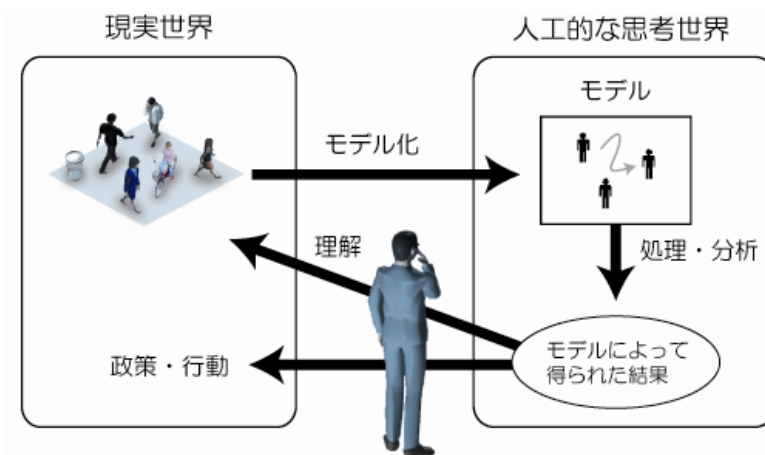 現実世界
人工的な思考世界
モデル
モデル化
理解
処理・分析
政策・行動
モデルによって
得られた結果